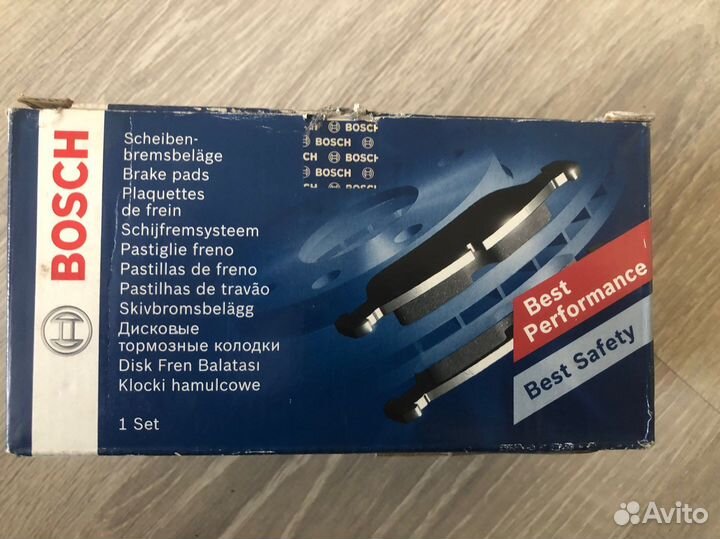 BOSCH
Scheiben-
bremsbeläge
Brake pads
Plaquettes
de frein
Schijfremsysteem
Pastiglie freno
Pastillas de freno
Pastilhas de travão
Skivbromsbelägg
Дисковые
тормозные колодки
Disk Fren Balatası
Klocki hamulcowe
1 Set
BOSCH
BOSCH
BOSCH
BOSCH
BOSCH
Best
Performance
Best Safety
Avito